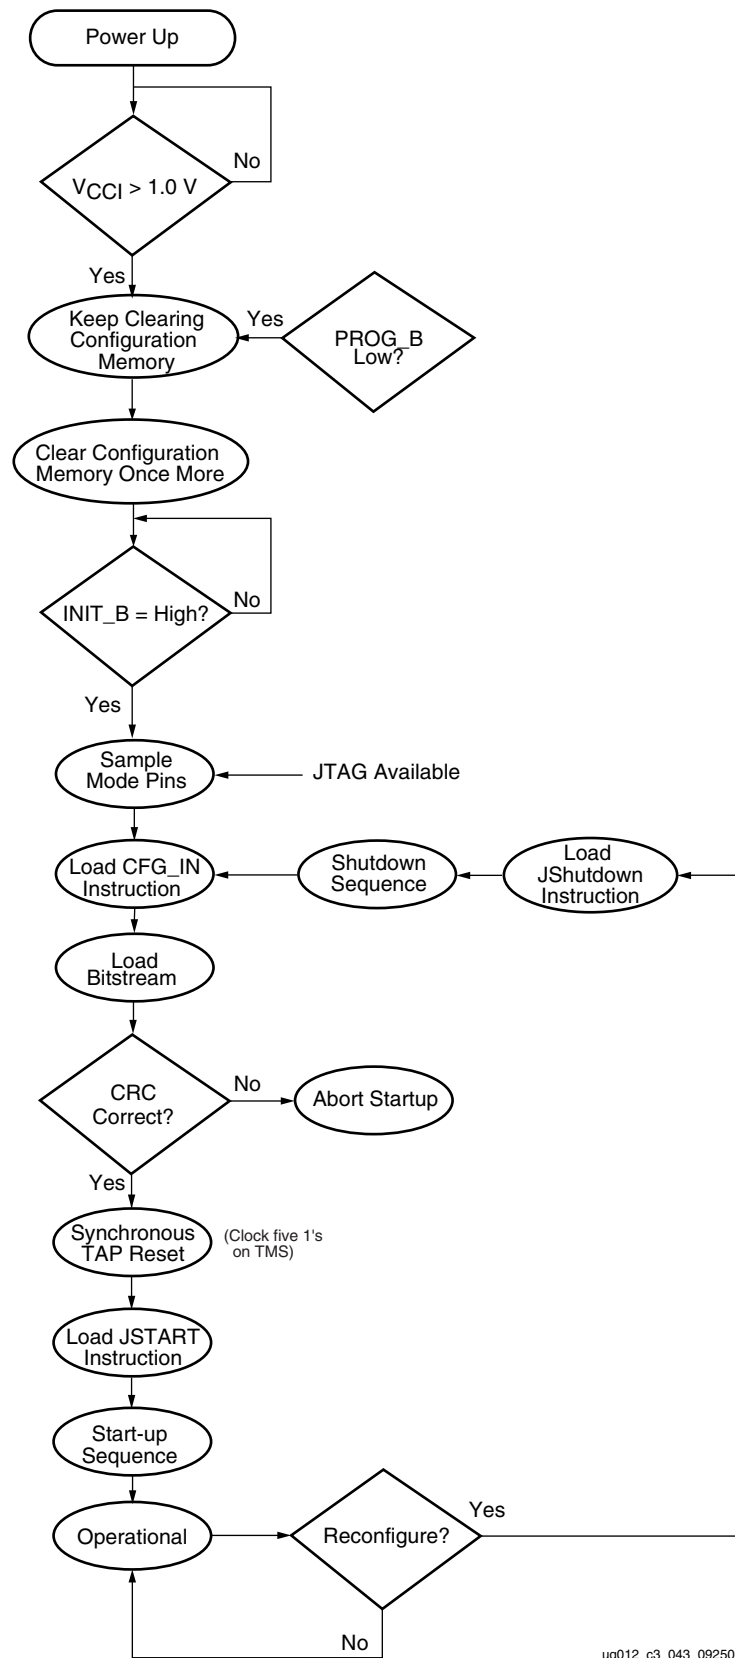 Power Up
No
VCCI > 1.0 V
Yes
Keep Clearing
Configuration
Memory
Yes
PROG_B
Low?
Clear Configuration
Memory Once More
No
INIT_B = High?
Yes
Sample
Mode Pins
JTAG Available
Load CFG_IN
Instruction
Shutdown
Sequence
Load
JShutdown
Instruction
Load
Bitstream
CRC
Correct?
No
Abort Startup
Yes
Synchronous
TAP Reset
(Clock five 1's
on TMS)
Load JSTART
Instruction
Start-up
Sequence
Operational
Reconfigure?
Yes
No
ug012_c3_043_09250